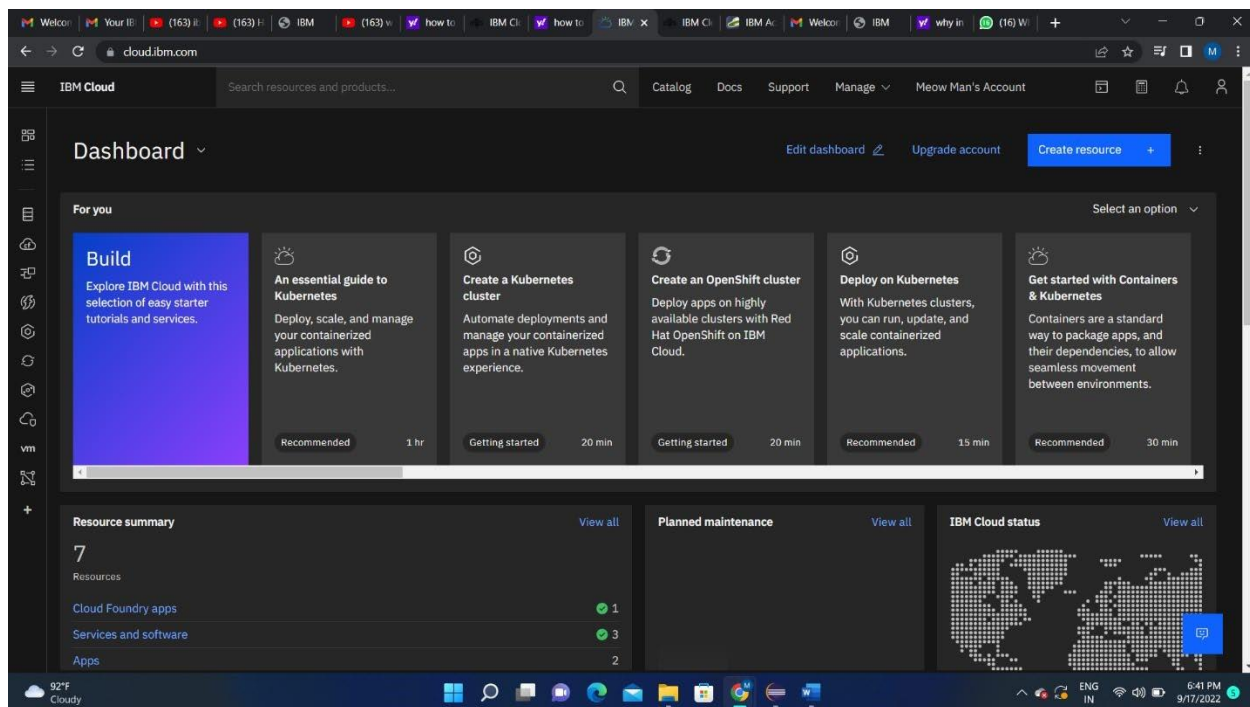 Welcon
Your IB
(163) ib
(163) H
IBM
(163) w
how to
IBM Cl
how to
IBM
IBM Cl
IBM Ac
Welcor
IBM
why in
(16) W
cloud.ibm.com
M
IBM Cloud
Search resources and products...
Catalog
Docs
Support
Manage
Meow Man's Account
Dashboard
Edit dashboard
Upgrade account
Create resource +
For you
Select an option
Build
Explore IBM Cloud with this
selection of easy starter
tutorials and services.
An essential guide to
Kubernetes
Deploy, scale, and manage
your containerized
applications with
Kubernetes.
Recommended
1 hr
Create a Kubernetes
cluster
Automate deployments and
manage your containerized
apps in a native Kubernetes
experience.
Getting started
20 min
Create an OpenShift cluster
Deploy apps on highly
available clusters with Red
Hat OpenShift on IBM
Cloud.
Getting started
20 min
Deploy on Kubernetes
With Kubernetes clusters,
you can run, update, and
scale containerized
applications.
Recommended
15 min
Get started with Containers
& Kubernetes
Containers are a standard
way to package apps, and
their dependencies, to allow
seamless movement
between environments.
Recommended
30 min
vm
Resource summary
View all
7
Resources
Cloud Foundry apps
1
Services and software
3
Apps
2
Planned maintenance
View all
IBM Cloud status
View all
92°F
Cloudy
ENG
IN
6:41 PM
9/17/2022